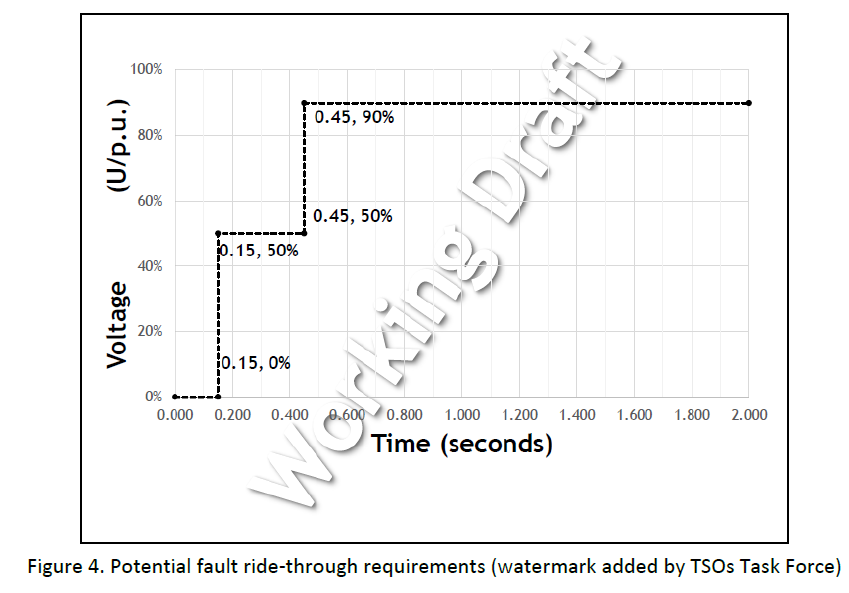 100%
80%
60%
40%
20%
0%
Voltage (U/p.u.)
0.45, 90%
0.45, 50%
0.15, 50%
0.15, 0%
0.000 0.200 0.400 0.600 0.800 1.000 1.200 1.400 1.600 1.800 2.000
Time (seconds)
Working Draft
Figure 4. Potential fault ride-through requirements (watermark added by TSOs Task Force)